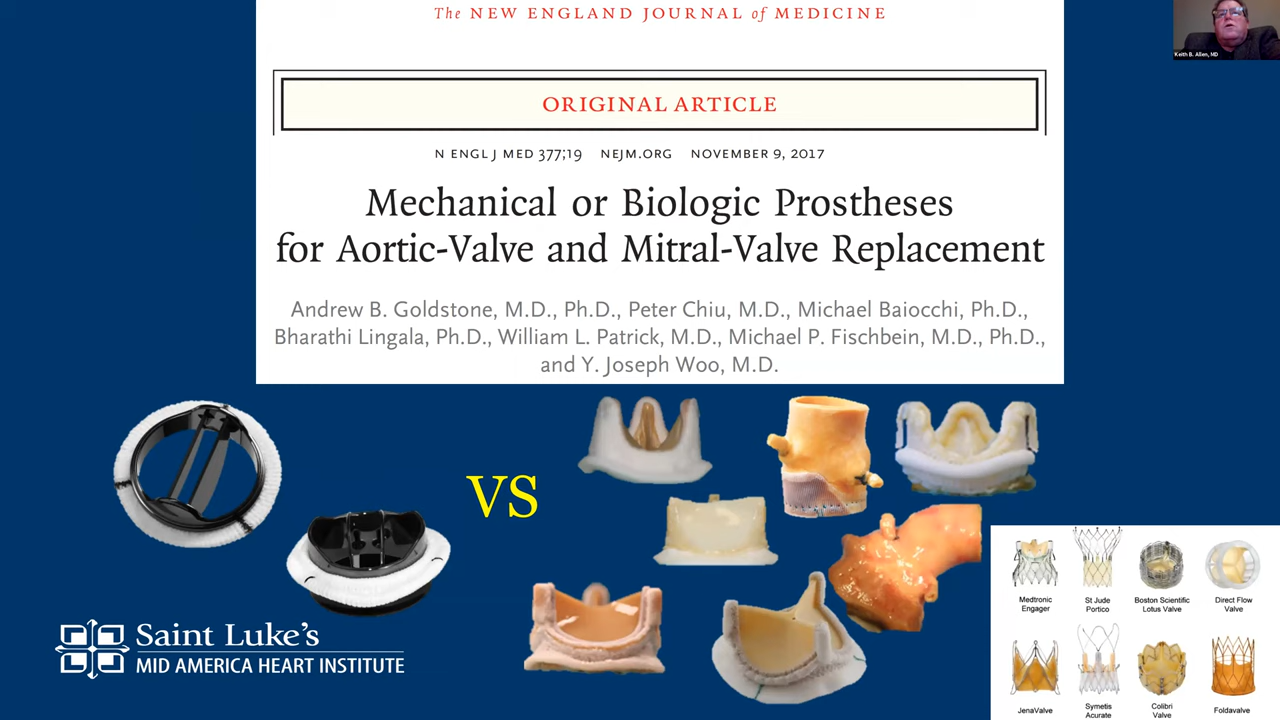 The NEW ENGLAND JOURNAL of MEDICINE
Keith B. Allen, MD
ORIGINAL ARTICLE
N ENGL J MED 377;19 NEJM.ORG NOVEMBER 9, 2017
Mechanical or Biologic Prostheses
for Aortic-Valve and Mitral-Valve Replacement
Andrew B. Goldstone, M.D., Ph.D., Peter Chiu, M.D., Michael Baiocchi, Ph.D.,
Bharathi Lingala, Ph.D., William L. Patrick, M.D., Michael P. Fischbein, M.D., Ph.D.,
and Y. Joseph Woo, M.D.
VS
Saint Luke's
MID AMERICA HEART INSTITUTE
Medtronic
Engager
St Jude
Portico
Boston Scientific
Lotus Valve
Direct Flow
Valve
JenaValve
Symetis
Acurate
Colibri
Valve
Foldavalve